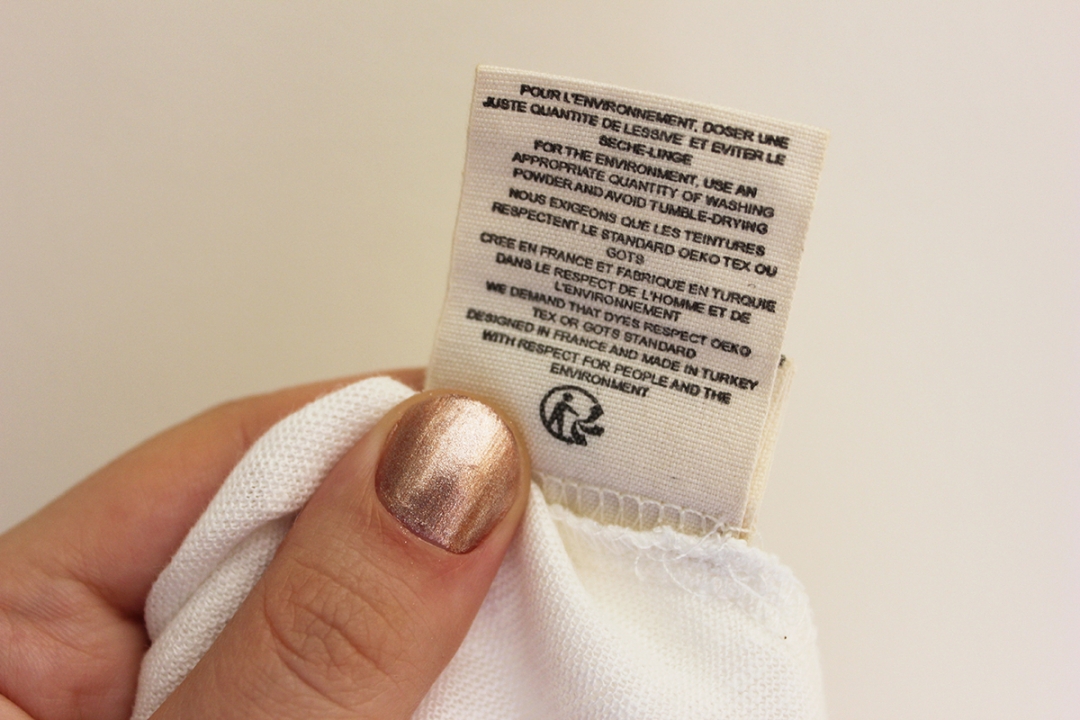 POUR L'ENVIRONNEMENT, DOSER UNE
JUSTE QUANTITE DE LESSIVE ET EVITER LE
SECHE-LINGE
FOR THE ENVIRONMENT, USE AN
APPROPRIATE QUANTITY OF WASHING
POWDER AND AVOID TUMBLE-DRYING
NOUS EXIGEONS QUE LES TEINTURES
RESPECTENT LE STANDARD OEKO TEX OU
GOTS
CREE EN FRANCE ET FABRIQUE EN TURQUIE
DANS LE RESPECT DE L'HOMME ET DE
L'ENVIRONNEMENT
WE DEMAND THAT DYES RESPECT OEKO
TEX OR GOTS STANDARD
DESIGNED IN FRANCE AND MADE IN TURKEY
WITH RESPECT FOR PEOPLE AND THE
ENVIRONMENT